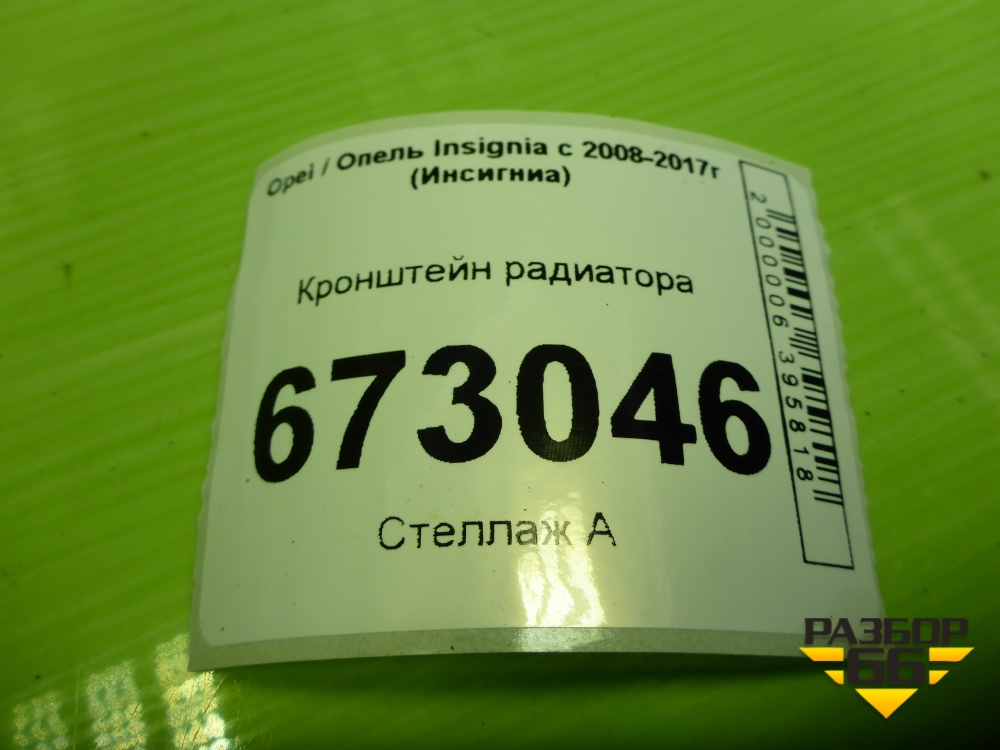 Opel / Опель Insignia с 2008-2017г
(Инсигниа)
Кронштейн радиатора
673046
Стеллаж А
2000006395818
РАЗБОР
66